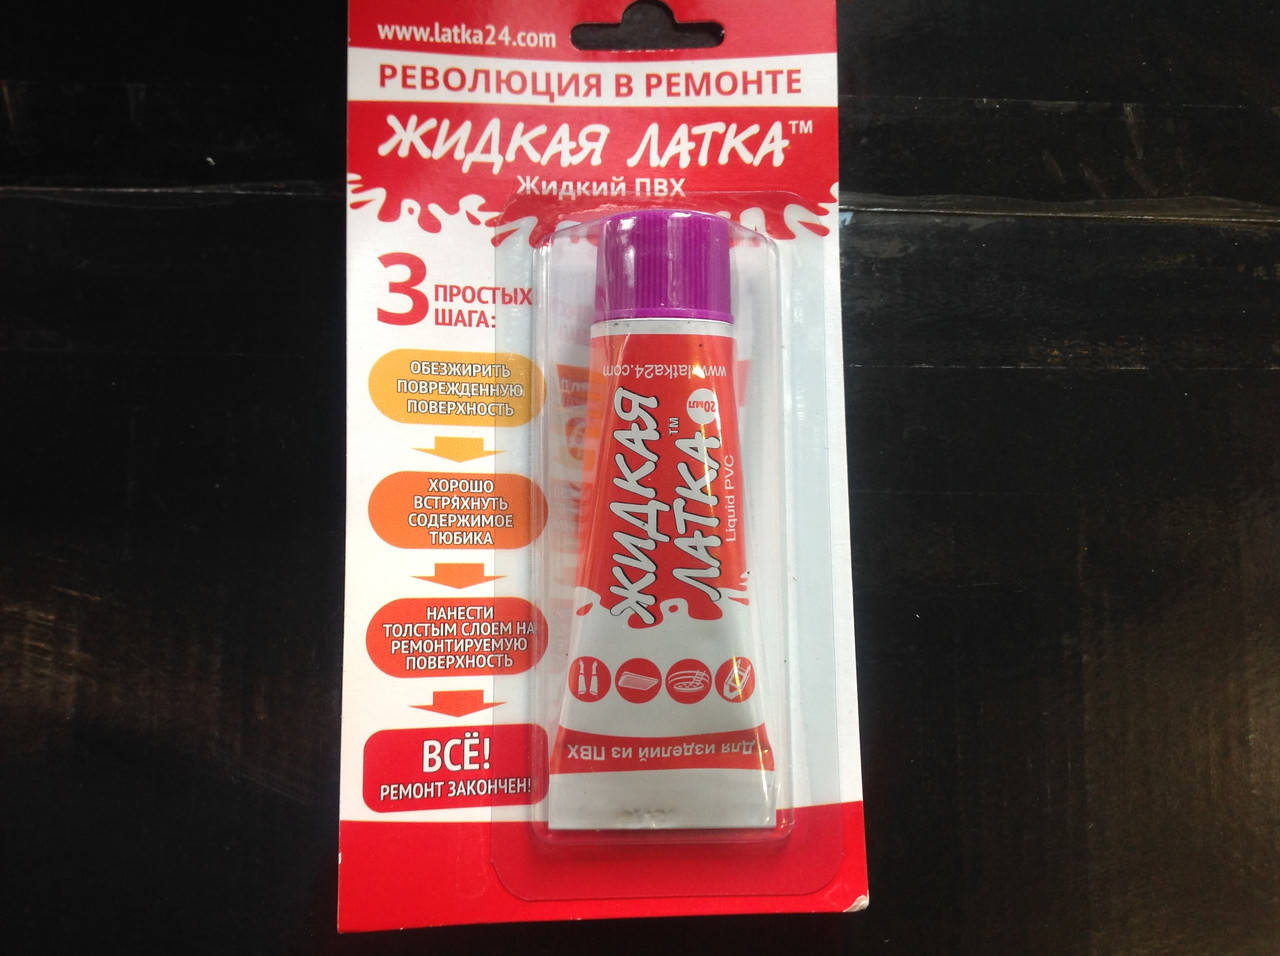 www.latka24.com
РЕВОЛЮЦИЯ В РЕМОНТЕ
ЖИДКАЯ ЛАТКА™
Жидкий ПВХ
3 ПРОСТЫХ
ШАГА:
ОБЕЗЖИРИТЬ
ПОВРЕЖДЕННУЮ
ПОВЕРХНОСТЬ
ХОРОШО
ВСТРЯХНУТЬ
СОДЕРЖИМОЕ
ТЮБИКА
НАНЕСТИ
ТОЛСТЫМ СЛОЕМ НА
РЕМОНТИРУЕМУЮ
ПОВЕРХНОСТЬ
ВСЁ!
РЕМОНТ ЗАКОНЧЕН!
www.latka24.com
20мл
ЖИДКАЯ
ЛАТКА™
Liquid PVC
Для изделий из ПВХ